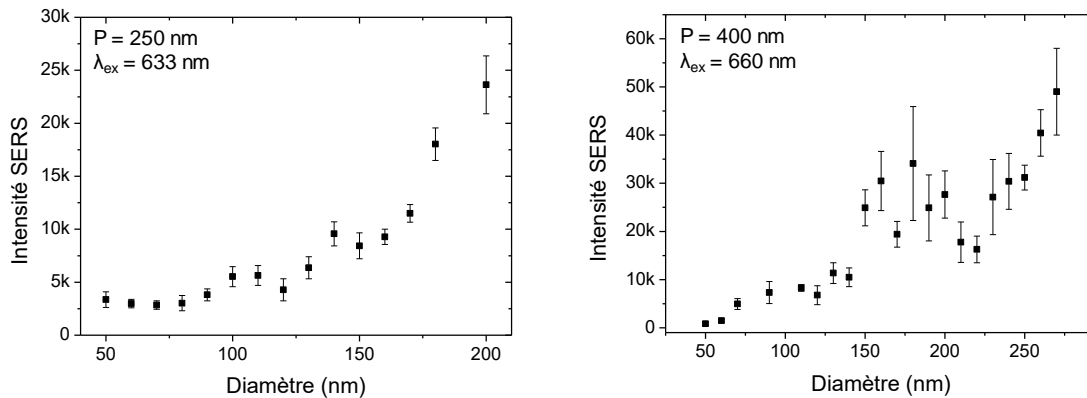 P = 250 nm
λex = 633 nm
Intensité SERS
30k
25k
20k
15k
10k
5k
0
50
100
150
200
Diamètre (nm)
P = 400 nm
λex = 660 nm
Intensité SERS
60k
50k
40k
30k
20k
10k
0
50
100
150
200
250
Diamètre (nm)